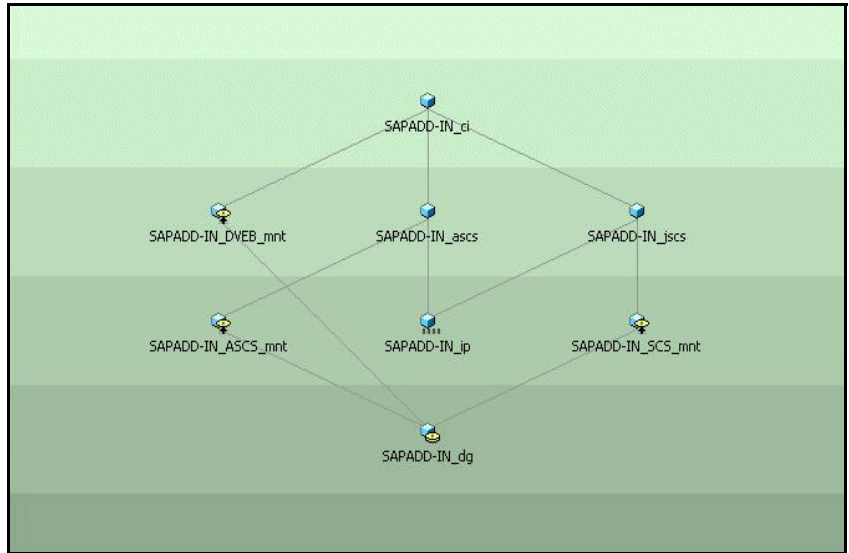 SAPADD-IN_ci
SAPADD-IN_DVEB_mnt
SAPADD-IN_ascs
SAPADD-IN_jscs
SAPADD-IN_ASCS_mnt
SAPADD-IN_ip
SAPADD-IN_SCS_mnt
SAPADD-IN_dg